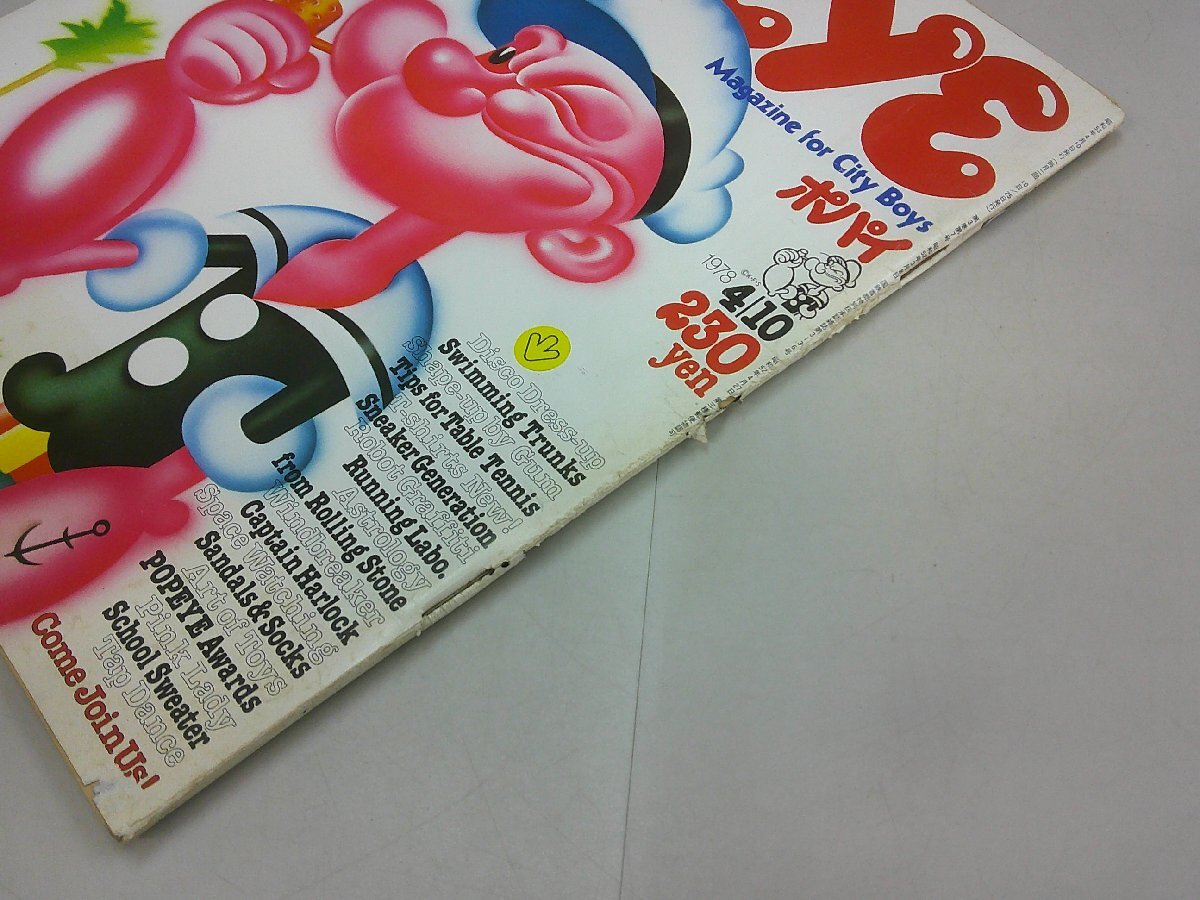 YE
Magazine for City Boys
ポパイ
1978
4/10
230
yen
Disco Dress-up
Swimming Trunks
shape-up by Gum
Tips for Table Tennis
T-shirts New!
Sneaker Generation
Robot Graffiti
Running Labo.
Astrology
from Rolling Stone
Windbreaker
Captain Harlock
Space Watching
Sandals & Socks
Art of Toys
POPEYE Awards
Pink Lady
School Sweater
Tap Dance
Come Join Us!